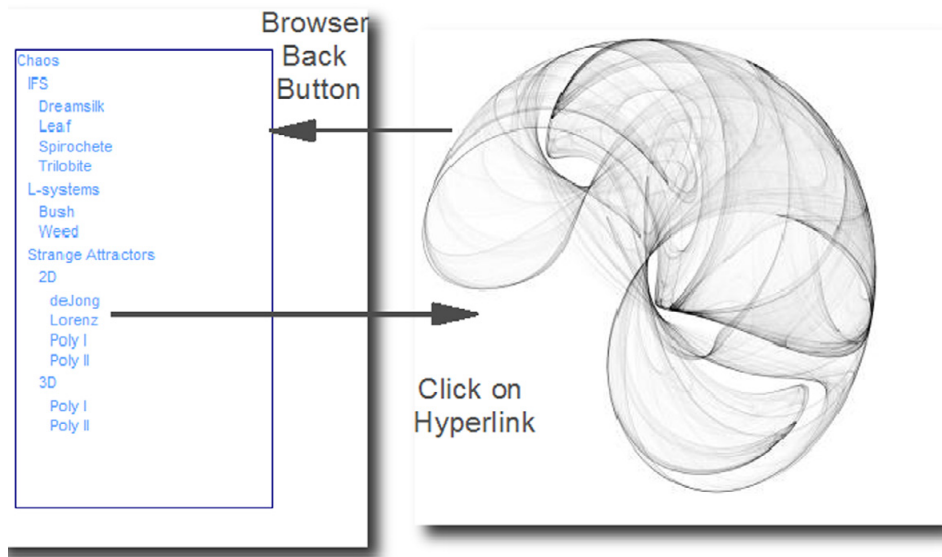 Browser
Back
Button
Chaos
IFS
Dreamsilk
Leaf
Spirochete
Trilobite
L-systems
Bush
Weed
Strange Attractors
2D
deJong
Lorenz
Poly I
Poly II
3D
Poly I
Poly II
Click on
Hyperlink